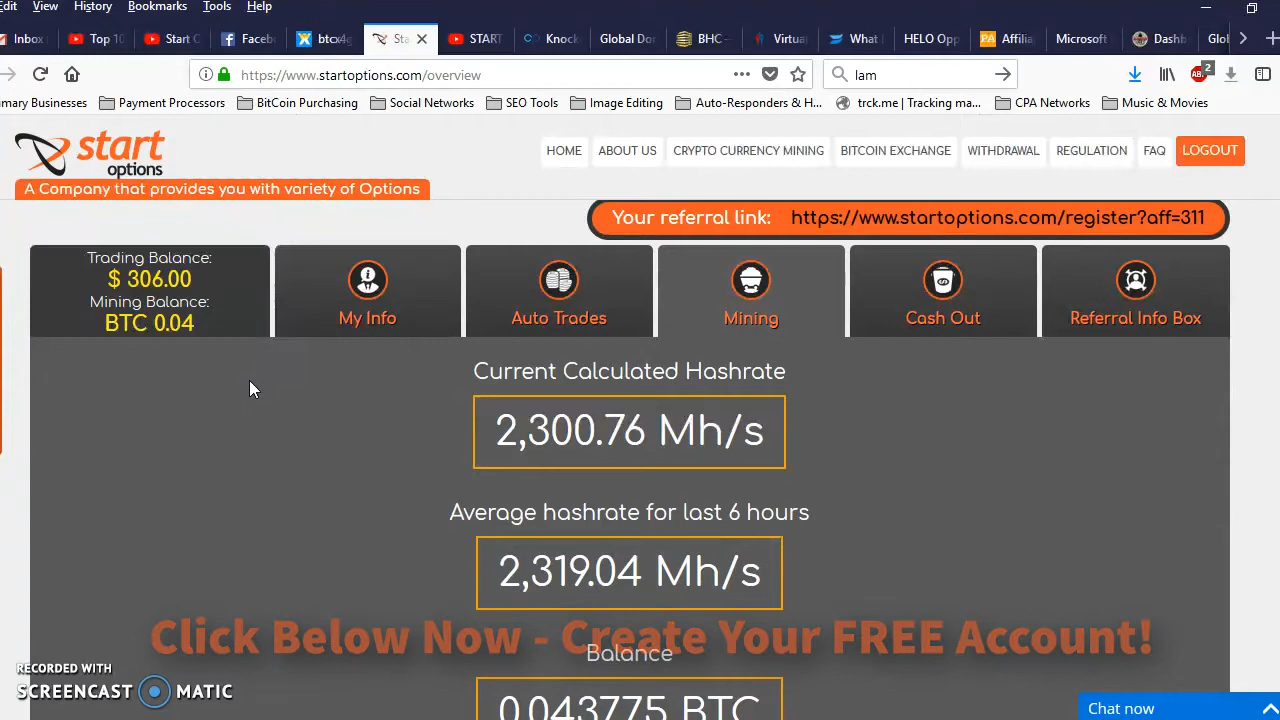 Edit View History Bookmarks Tools Help
Inbox Top 10 Start C Faceb btcx4 Sta START Knock Global Do BHC – Virtua What I HELO Opp Affilia Microsoft Dashb Glob
https://www.startoptions.com/overview
lam
2
mary Businesses Payment Processors BitCoin Purchasing Social Networks SEO Tools Image Editing Auto-Responders & H... trck.me | Tracking ma... CPA Networks Music & Movies
start options
HOME ABOUT US CRYPTO CURRENCY MINING BITCOIN EXCHANGE WITHDRAWAL REGULATION FAQ LOGOUT
A Company that provides you with variety of Options
Your referral link: https://www.startoptions.com/register?aff=311
Trading Balance:
$ 306.00
Mining Balance:
BTC 0.04
My Info
Auto Trades
Mining
Cash Out
Referral Info Box
Current Calculated Hashrate
2,300.76 Mh/s
Average hashrate for last 6 hours
2,319.04 Mh/s
Click Below Now - Create Your FREE Account!
Balance
0.043775 BTC
RECORDED WITH
SCREENCAST MATIC
Chat now